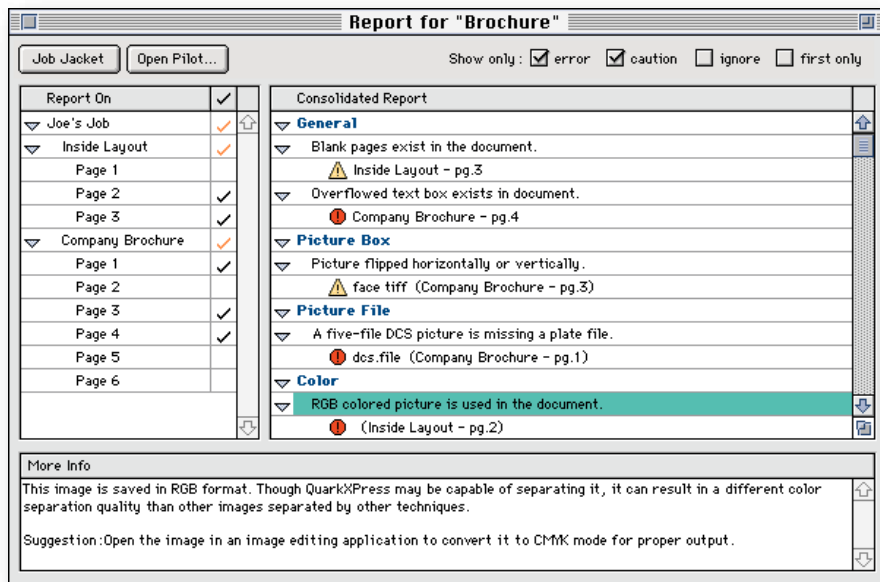 Report for "Brochure"
Job Jacket
Open Pilot...
Show only: error caution ignore first only
Report On
Joe's Job
Inside Layout
Page 1
Page 2
Page 3
Company Brochure
Page 1
Page 2
Page 3
Page 4
Page 5
Page 6
Consolidated Report
General
Blank pages exist in the document.
Inside Layout - pg.3
Overflowed text box exists in document.
Company Brochure - pg.4
Picture Box
Picture flipped horizontally or vertically.
face tiff (Company Brochure - pg.3)
Picture File
A five-file DCS picture is missing a plate file.
dcs.file (Company Brochure - pg.1)
Color
RGB colored picture is used in the document.
(Inside Layout - pg.2)
More Info
This image is saved in RGB format. Though QuarkXPress may be capable of separating it, it can result in a different color
separation quality than other images separated by other techniques.
Suggestion:Open the image in an image editing application to convert it to CMYK mode for proper output.